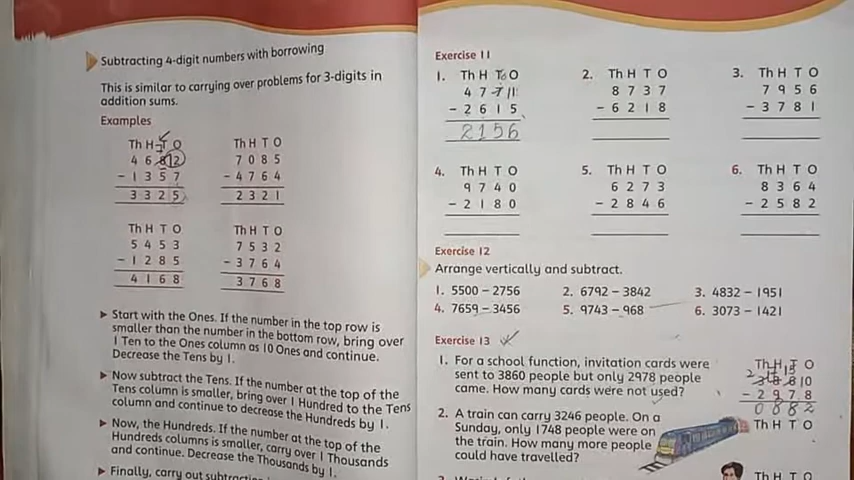 Subtracting 4-digit numbers with borrowing
This is similar to carrying over problems for 3-digits in
addition sums.
Examples
Th H T O
7
4 6 8 12
- 1 3 5 7
3 3 2 5
Th H T O
7 0 8 5
- 4 7 6 4
2 3 2 1
Th H T O
5 4 5 3
- 1 2 8 5
4 1 6 8
Th H T O
7 5 3 2
- 3 7 6 4
3 7 6 8
▶ Start with the Ones. If the number in the top row is
smaller than the number in the bottom row, bring over
1 Ten to the Ones column as 10 Ones and continue.
Decrease the Tens by 1.
▶ Now subtract the Tens. If the number at the top of the
Tens column is smaller, bring over 1 Hundred to the Tens
column and continue to decrease the Hundreds by 1.
▶ Now, the Hundreds. If the number at the top of the
Hundreds columns is smaller, carry over 1 Thousands
and continue. Decrease the Thousands by 1.
▶ Finally, carry out
Exercise 11
1. Th H T O
4 7 7 11
- 2 6 1 5
2156
2. Th H T O
8 7 3 7
- 6 2 1 8
3. Th H T O
7 9 5 6
- 3 7 8 1
4. Th H T O
9 7 4 0
- 2 1 8 0
5. Th H T O
6 2 7 3
- 2 8 4 6
6. Th H T O
8 3 6 4
- 2 5 8 2
Exercise 12
Arrange vertically and subtract.
1. 5500 – 2756 2. 6792 – 3842 3. 4832 – 1951
4. 7659 – 3456 5. 9743 – 968 6. 3073 – 1421
Exercise 13
1. For a school function, invitation cards were
sent to 3860 people but only 2978 people
came. How many cards were not used?
Th H T O
- 2 9 7 8
0882
Th H T O
2. A train can carry 3246 people. On a
Sunday, only 1748 people were on
the train. How many more people
could have travelled?
Th H T O